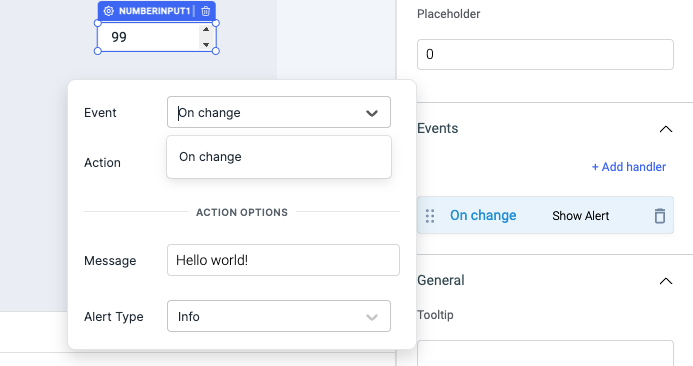 NUMBERINPUT1
99
Event
On change
On change
Action
ACTION OPTIONS
Message
Hello world!
Alert Type
Info
Placeholder
0
Events
+ Add handler
On change Show Alert
General
Tooltip